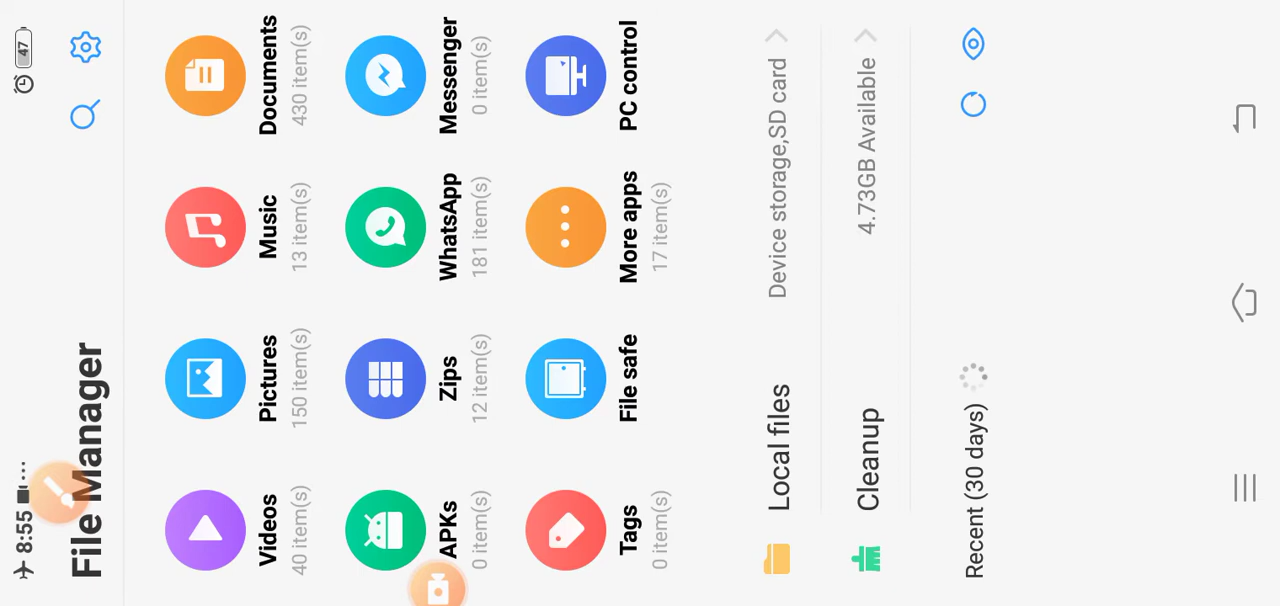 8:55
47
File Manager
Videos
Pictures
Music
Documents
40 item(s)
150 item(s)
13 item(s)
430 item(s)
APKs
Zips
WhatsApp
Messenger
0 item(s)
12 item(s)
181 item(s)
0 item(s)
Tags
File safe
More apps
PC control
0 item(s)
17 item(s)
Local files
Device storage,SD card
Cleanup
4.73GB Available
Recent (30 days)